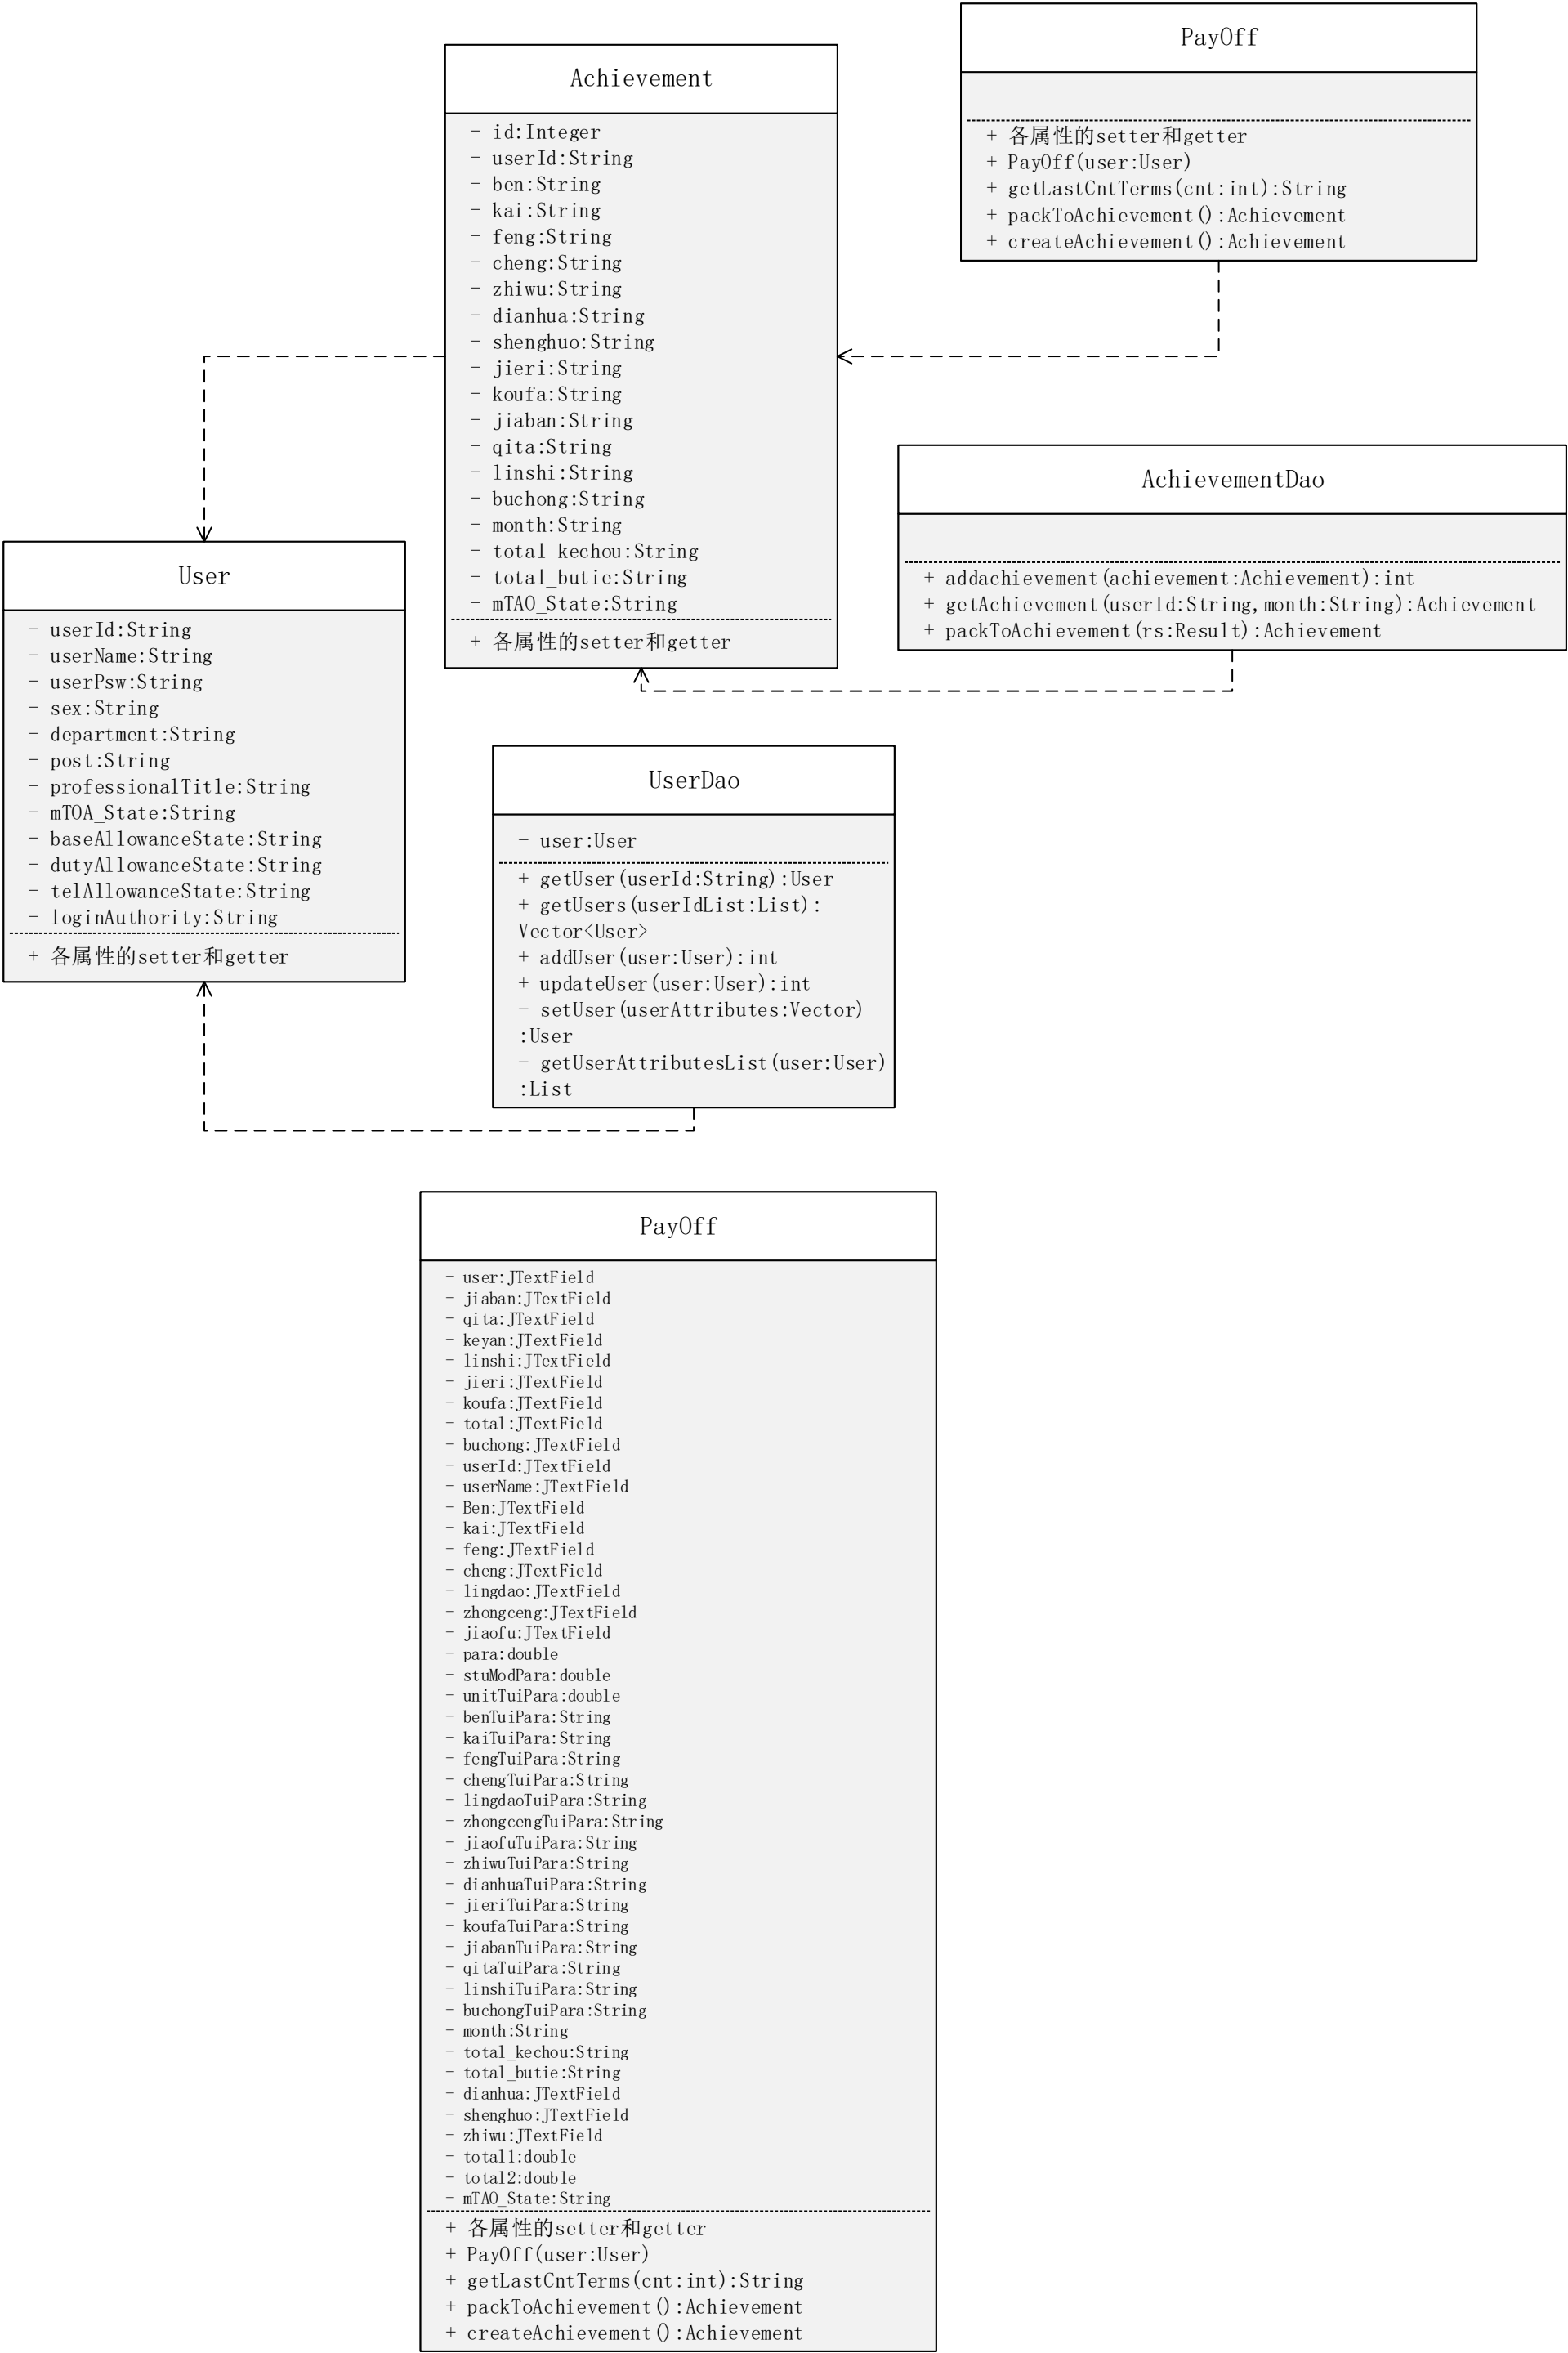 PayOff
+ 各属性的setter和getter
+ PayOff(user:User)
+ getLastCntTerms(cnt:int):String
+ packToAchievement():Achievement
+ createAchievement():Achievement
Achievement
- id:Integer
- userId:String
- ben:String
- kai:String
- feng:String
- cheng:String
- zhiwu:String
- dianhua:String
- shenghuo:String
- jieri:String
- koufa:String
- jiaban:String
- qita:String
- linshi:String
- buchong:String
- month:String
- total_kechou:String
- total_butie:String
- mTAO_State:String
+ 各属性的setter和getter
AchievementDao
+ addachievement(achievement:Achievement):int
+ getAchievement(userId:String,month:String):Achievement
+ packToAchievement(rs:Result):Achievement
User
- userId:String
- userName:String
- userPsw:String
- sex:String
- department:String
- post:String
- professionalTitle:String
- mTOA_State:String
- baseAllowanceState:String
- dutyAllowanceState:String
- telAllowanceState:String
- loginAuthority:String
+ 各属性的setter和getter
UserDao
- user:User
+ getUser(userId:String):User
+ getUsers(userIdList:List):
Vector<User>
+ addUser(user:User):int
+ updateUser(user:User):int
- setUser(userAttributes:Vector)
:User
- getUserAttributesList(user:User)
:List
PayOff
- user:JTextField
- jiaban:JTextField
- qita:JTextField
- keyan:JTextField
- linshi:JTextField
- jieri:JTextField
- koufa:JTextField
- total:JTextField
- buchong:JTextField
- userId:JTextField
- userName:JTextField
- Ben:JTextField
- kai:JTextField
- feng:JTextField
- cheng:JTextField
- lingdao:JTextField
- zhongceng:JTextField
- jiaofu:JTextField
- para:double
- stuModPara:double
- unitTuiPara:double
- benTuiPara:String
- kaiTuiPara:String
- fengTuiPara:String
- chengTuiPara:String
- lingdaoTuiPara:String
- zhongcengTuiPara:String
- jiaofuTuiPara:String
- zhiwuTuiPara:String
- dianhuaTuiPara:String
- jieriTuiPara:String
- koufaTuiPara:String
- jiabanTuiPara:String
- qitaTuiPara:String
- linshiTuiPara:String
- buchongTuiPara:String
- month:String
- total_kechou:String
- total_butie:String
- dianhua:JTextField
- shenghuo:JTextField
- zhiwu:JTextField
- total1:double
- total2:double
- mTAO_State:String
+ 各属性的setter和getter
+ PayOff(user:User)
+ getLastCntTerms(cnt:int):String
+ packToAchievement():Achievement
+ createAchievement():Achievement